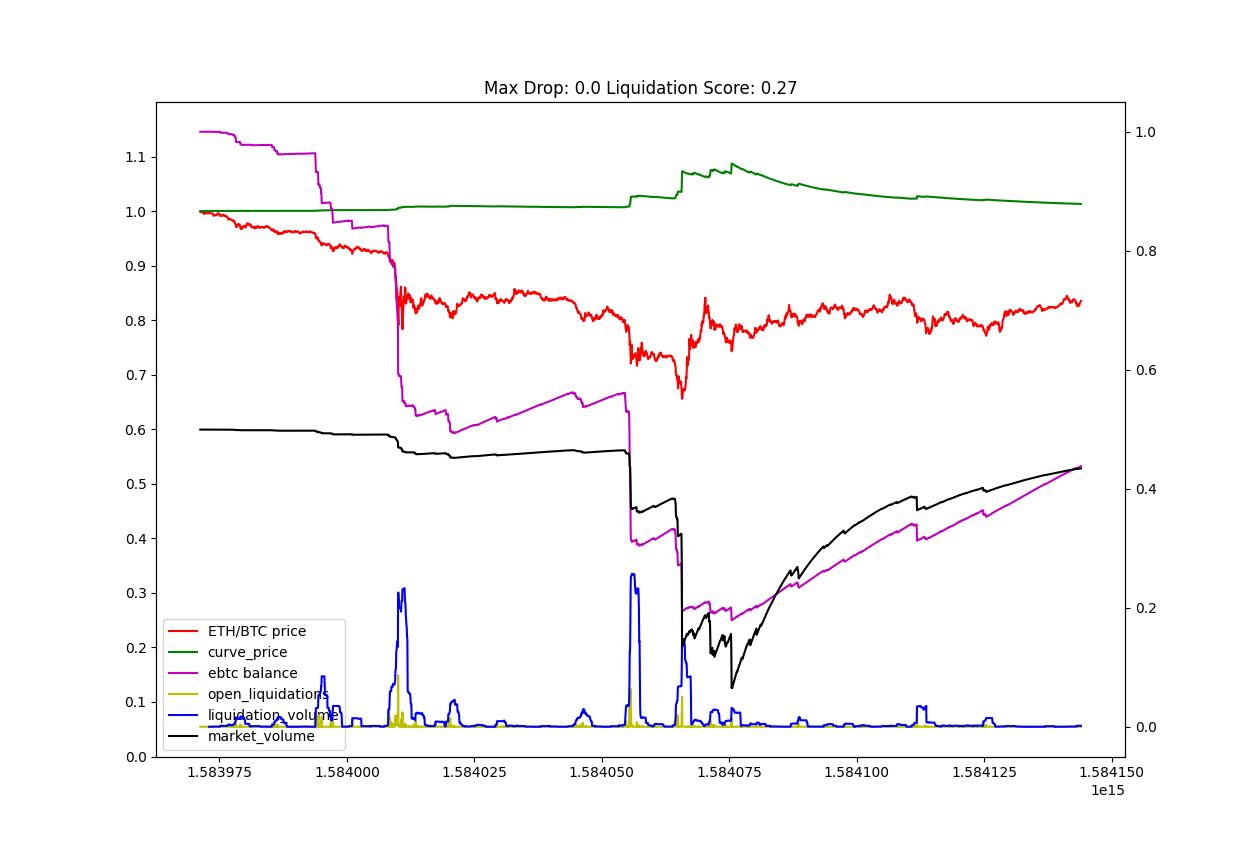 Max Drop: 0.0 Liquidation Score: 0.27
1.1
1.0
0.9
0.8
0.7
0.6
0.5
0.4
0.3
0.2
0.1
0.0
1.0
0.8
0.6
0.4
0.2
0.0
ETH/BTC price
curve_price
ebtc balance
open_liquidations
liquidation_volume
market_volume
1.583975 1.584000 1.584025 1.584050 1.584075 1.584100 1.584125 1.584150
1e15